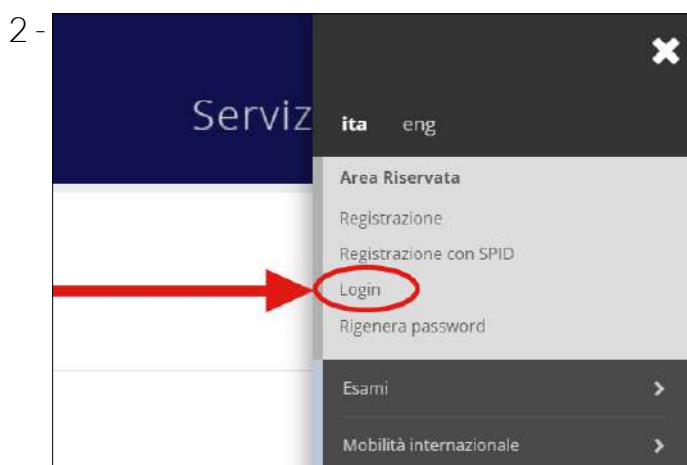 2 -
Serviz
ita eng
Area Riservata
Registrazione
Registrazione con SPID
Login
Rigenera password
Esami
Mobilità internazionale